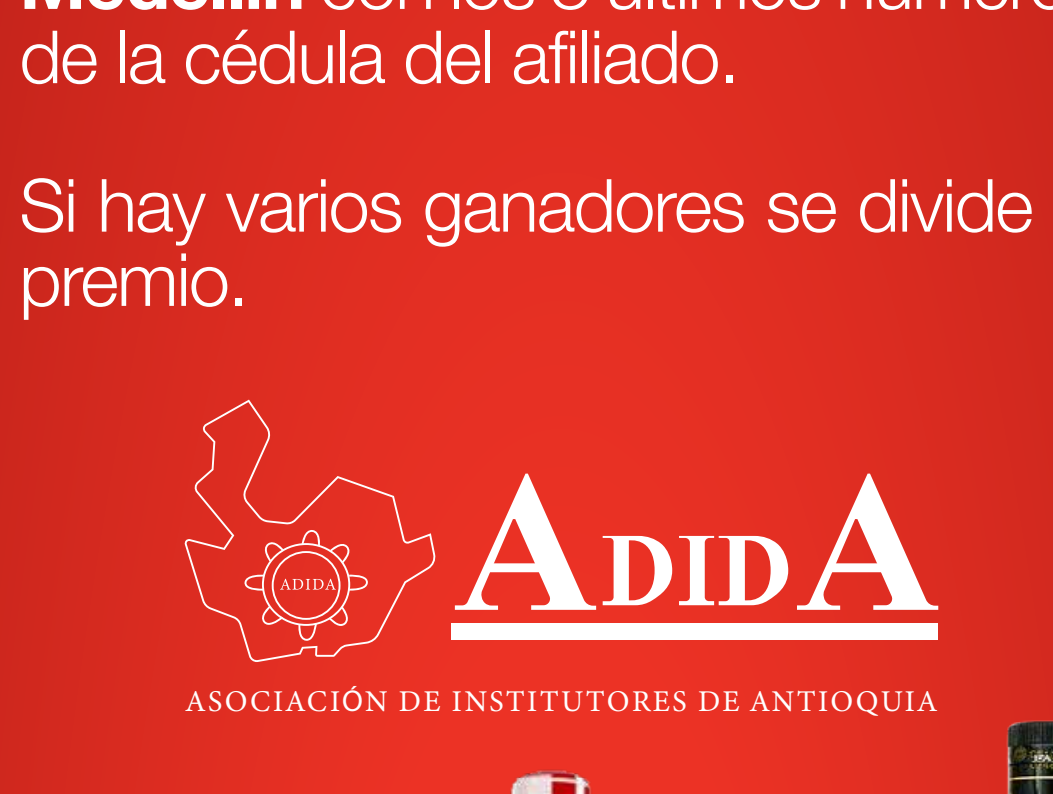 de la cédula del afiliado.
Si hay varios ganadores se divide
premio.
ADIDA
ADIDA
ASOCIACIÓN DE INSTITUTORES DE ANTIOQUIA